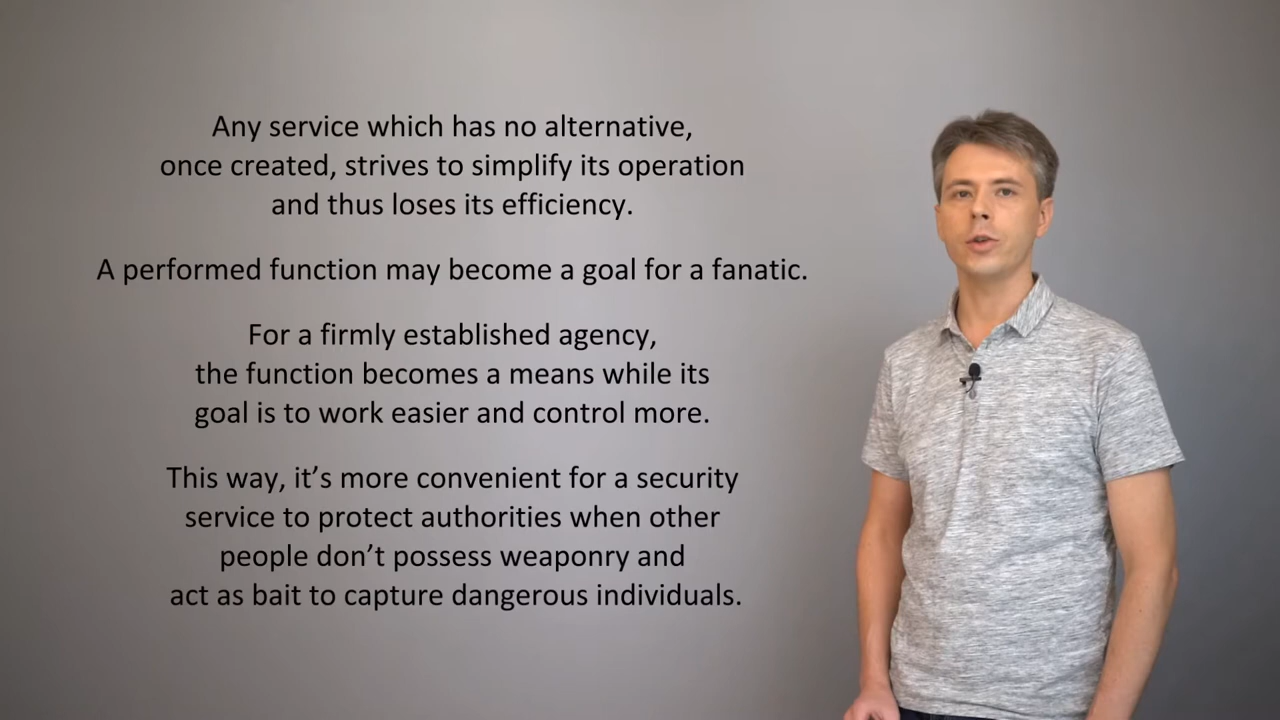 Any service which has no alternative,
once created, strives to simplify its operation
and thus loses its efficiency.
A performed function may become a goal for a fanatic.
For a firmly established agency,
the function becomes a means while its
goal is to work easier and control more.
This way, it’s more convenient for a security
service to protect authorities when other
people don’t possess weaponry and
act as bait to capture dangerous individuals.